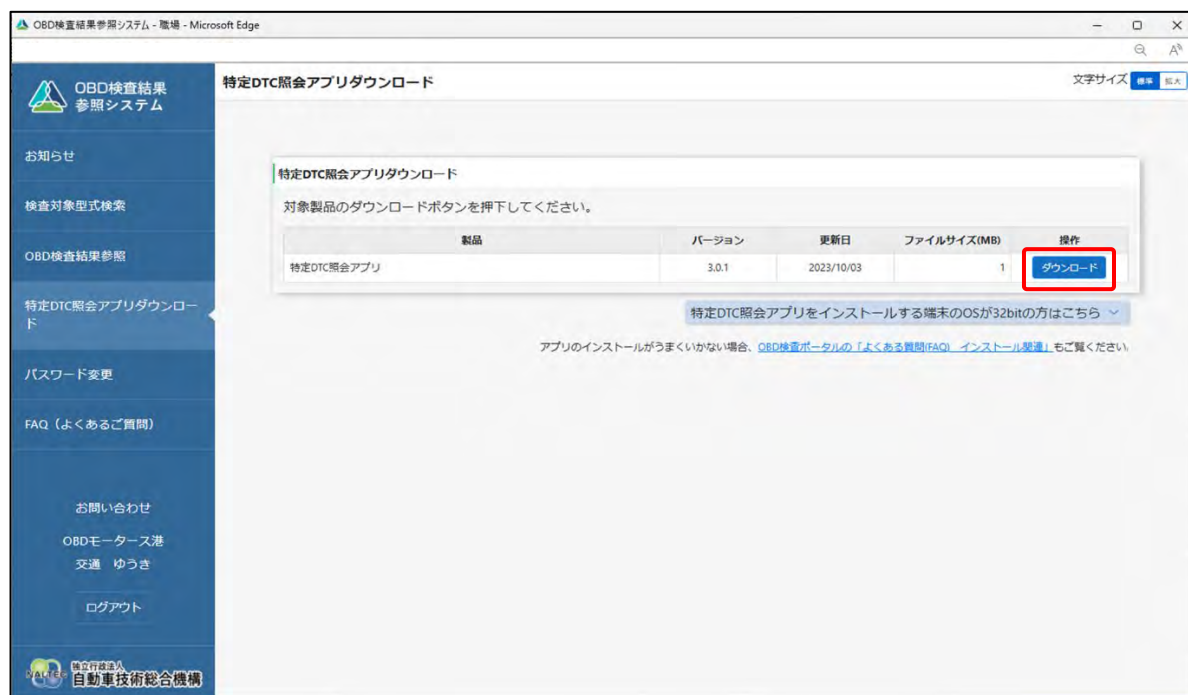 OBD検査結果参照システム - 職場 - Microsoft Edge
OBD検査結果
参照システム
特定DTC照会アプリダウンロード
文字サイズ 標準 拡大
お知らせ
検査対象型式検索
OBD検査結果参照
特定DTC照会アプリダウンロー
ド
パスワード変更
FAQ（よくあるご質問）
お問い合わせ
OBDモータース港
交通 ゆうき
ログアウト
NALTEC 独立行政法人
自動車技術総合機構
特定DTC照会アプリダウンロード
対象製品のダウンロードボタンを押下してください。
製品 バージョン 更新日 ファイルサイズ(MB) 操作
特定DTC照会アプリ 3.0.1 2023/10/03 1 ダウンロード
特定DTC照会アプリをインストールする端末のOSが32bitの方はこちら
アプリのインストールがうまくいかない場合、OBD検査ポータルの「よくある質問(FAQ) インストール関連」もご覧ください。